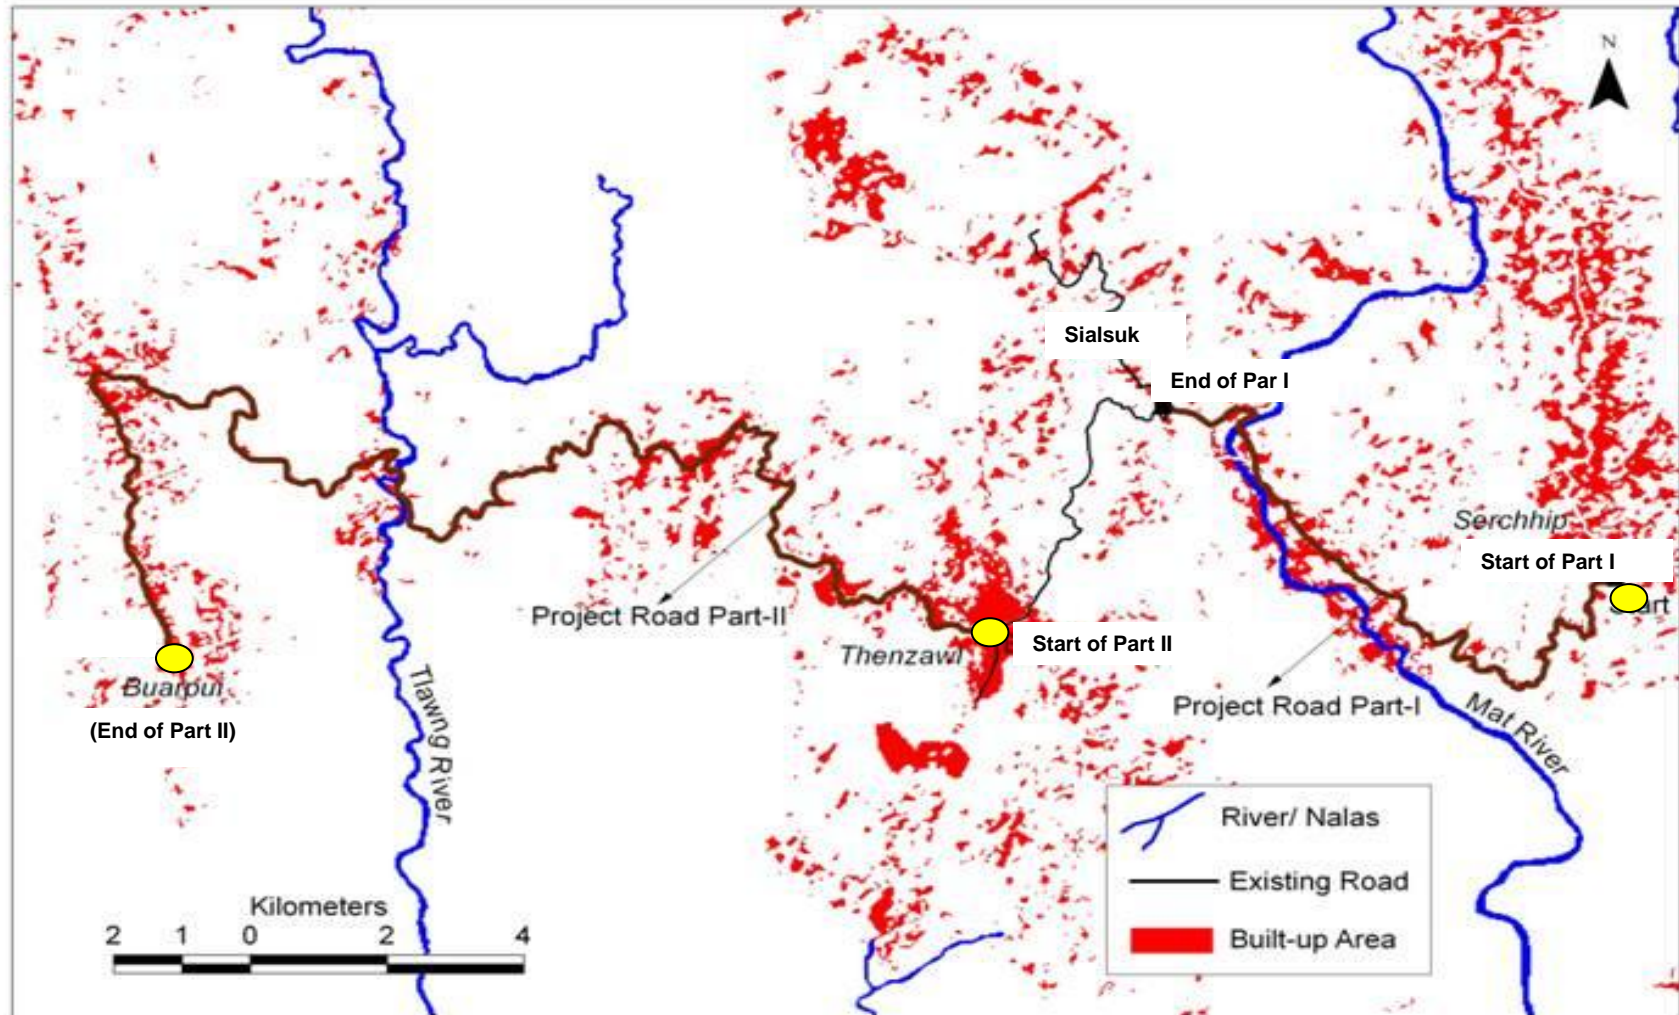 N
Sialsuk
End of Par I
Serchhip
Start of Part I
Start
Project Road Part-II
Thenzawl
Start of Part II
Buarpui
(End of Part II)
Tlawng River
Project Road Part-I
Mat River
River/ Nalas
Existing Road
Built-up Area
Kilometers
2 1 0 2 4